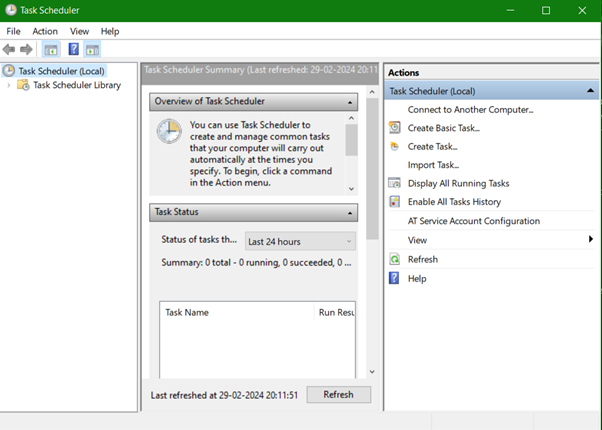 Task Scheduler
File Action View Help
Task Scheduler (Local)
Task Scheduler Library
Task Scheduler Summary (Last refreshed: 29-02-2024 20:11
Overview of Task Scheduler
You can use Task Scheduler to
create and manage common tasks
that your computer will carry out
automatically at the times you
specify. To begin, click a command
in the Action menu.
Task Status
Status of tasks th... Last 24 hours
Summary: 0 total - 0 running, 0 succeeded, 0 ...
Task Name Run Resu
Last refreshed at 29-02-2024 20:11:51 Refresh
Actions
Task Scheduler (Local)
Connect to Another Computer...
Create Basic Task...
Create Task...
Import Task...
Display All Running Tasks
Enable All Tasks History
AT Service Account Configuration
View
Refresh
Help